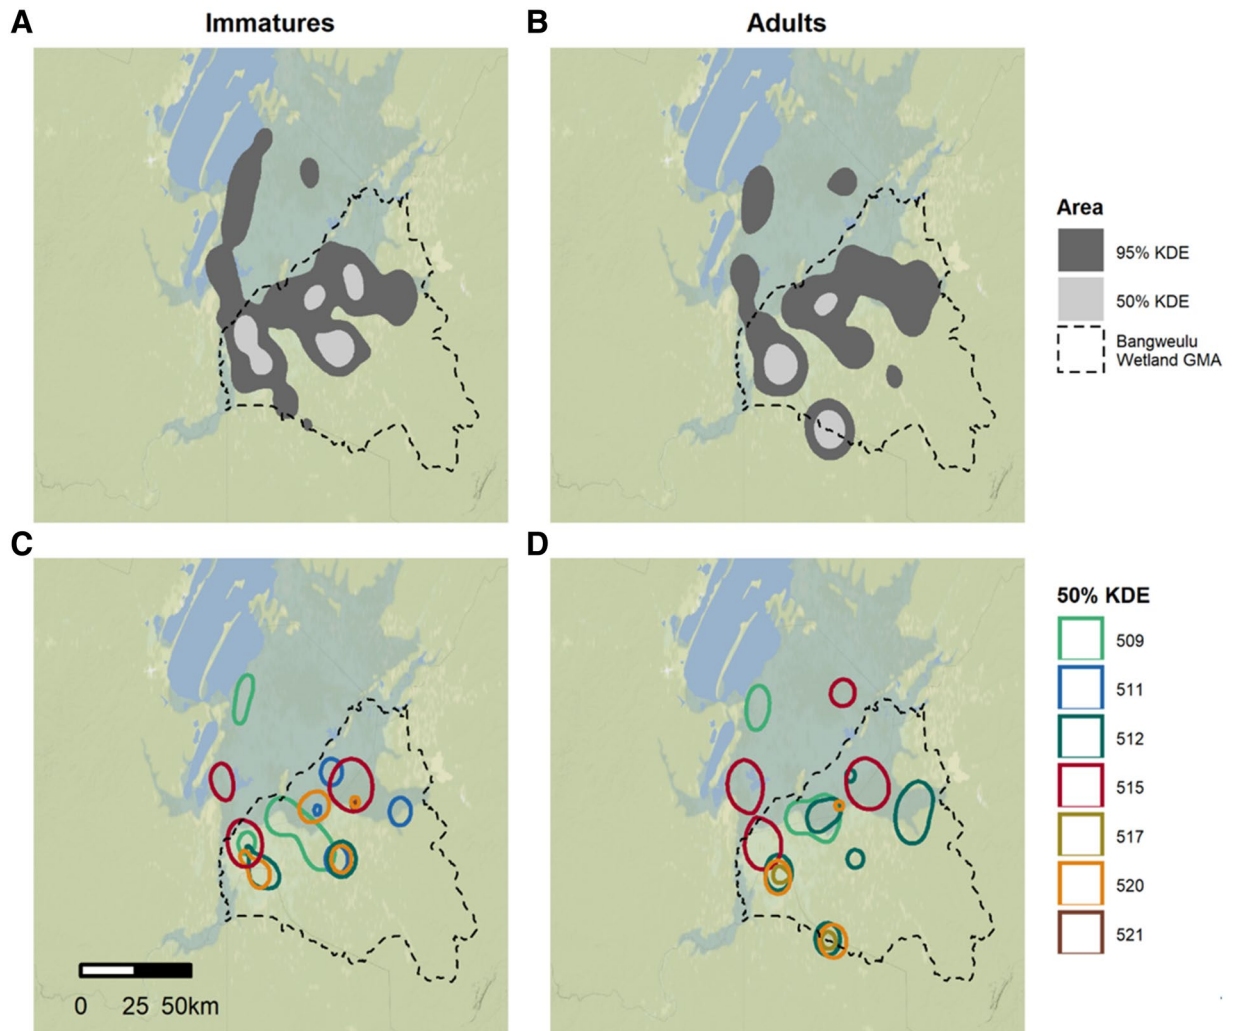 A
Immatures
B
Adults
Area
95% KDE
50% KDE
Bangweulu
Wetland GMA
C
D
50% KDE
509
511
512
515
517
520
521
0 25 50km